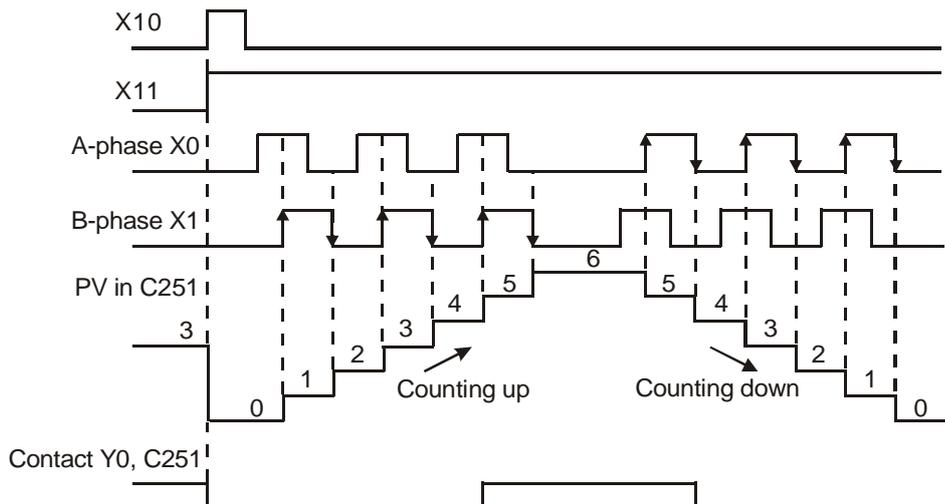 X10
X11
A-phase X0
B-phase X1
PV in C251
3
0
1
2
3
4
5
6
5
4
3
2
1
0
Counting up
Counting down
Contact Y0, C251